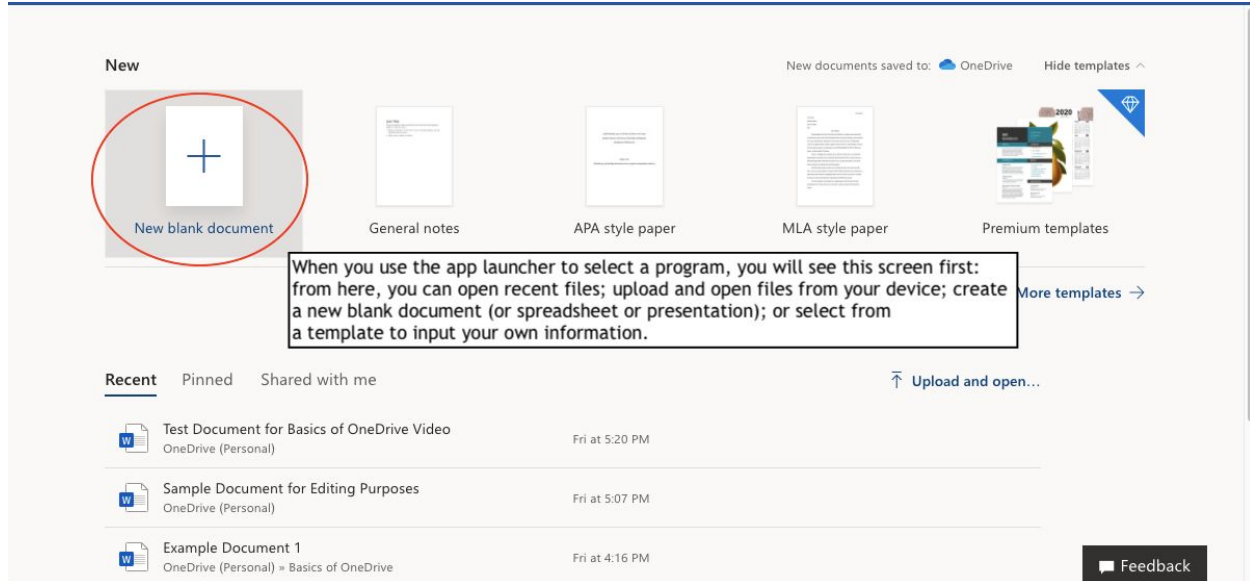 New
New documents saved to: OneDrive Hide templates
2020
New blank document General notes APA style paper MLA style paper Premium templates
When you use the app launcher to select a program, you will see this screen first:
from here, you can open recent files; upload and open files from your device; create
a new blank document (or spreadsheet or presentation); or select from
a template to input your own information.
More templates →
Recent Pinned Shared with me
Upload and open...
Test Document for Basics of OneDrive Video
OneDrive (Personal)
Fri at 5:20 PM
Sample Document for Editing Purposes
OneDrive (Personal)
Fri at 5:07 PM
Example Document 1
OneDrive (Personal) » Basics of OneDrive
Fri at 4:16 PM
Feedback